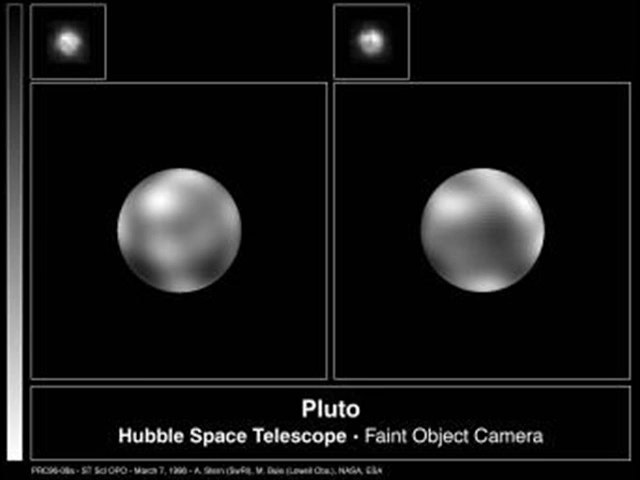 Pluto
Hubble Space Telescope • Faint Object Camera
PRC96-09a - ST ScI OPO - March 7, 1996 - A. Stern (SwRI), M. Buie (Lowell Obs.), NASA, ESA